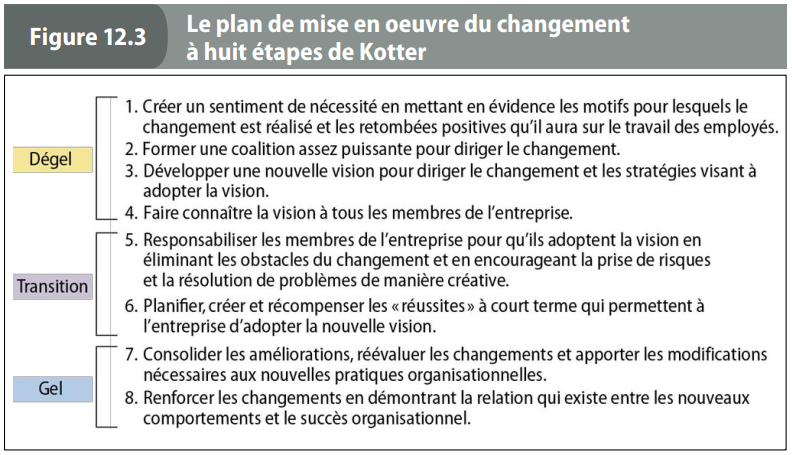 Figure 12.3
Le plan de mise en oeuvre du changement
à huit étapes de Kotter
Dégel
1. Créer un sentiment de nécessité en mettant en évidence les motifs pour lesquels le
changement est réalisé et les retombées positives qu’il aura sur le travail des employés.
2. Former une coalition assez puissante pour diriger le changement.
3. Développer une nouvelle vision pour diriger le changement et les stratégies visant à
adopter la vision.
4. Faire connaître la vision à tous les membres de l’entreprise.
Transition
5. Responsabiliser les membres de l’entreprise pour qu’ils adoptent la vision en
éliminant les obstacles du changement et en encourageant la prise de risques
et la résolution de problèmes de manière créative.
6. Planifier, créer et récompenser les «réussites» à court terme qui permettent à
l’entreprise d’adopter la nouvelle vision.
Gel
7. Consolider les améliorations, réévaluer les changements et apporter les modifications
nécessaires aux nouvelles pratiques organisationnelles.
8. Renforcer les changements en démontrant la relation qui existe entre les nouveaux
comportements et le succès organisationnel.